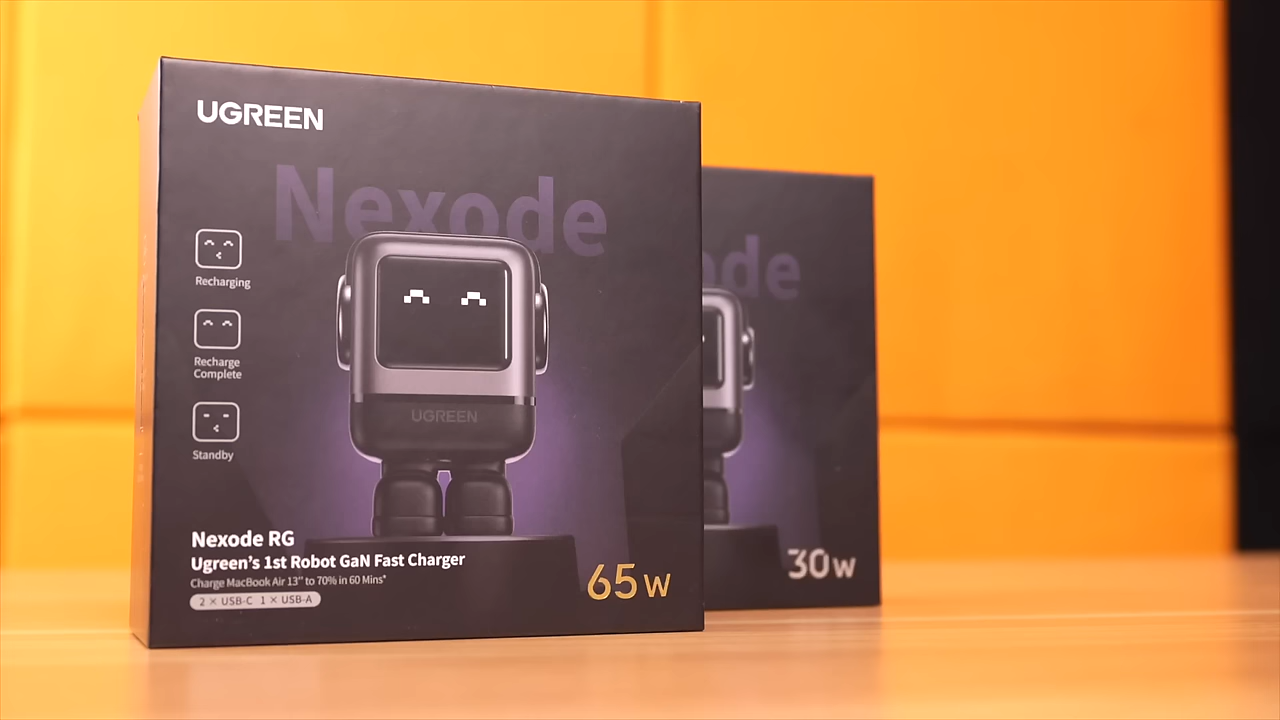 UGREEN
Nexode
Recharging
Recharge
Complete
Standby
UGREEN
Nexode RG
Ugreen's 1st Robot GaN Fast Charger
Charge MacBook Air 13" to 70% in 60 Mins*
2 × USB-C 1 × USB-A
65W
ode
30W